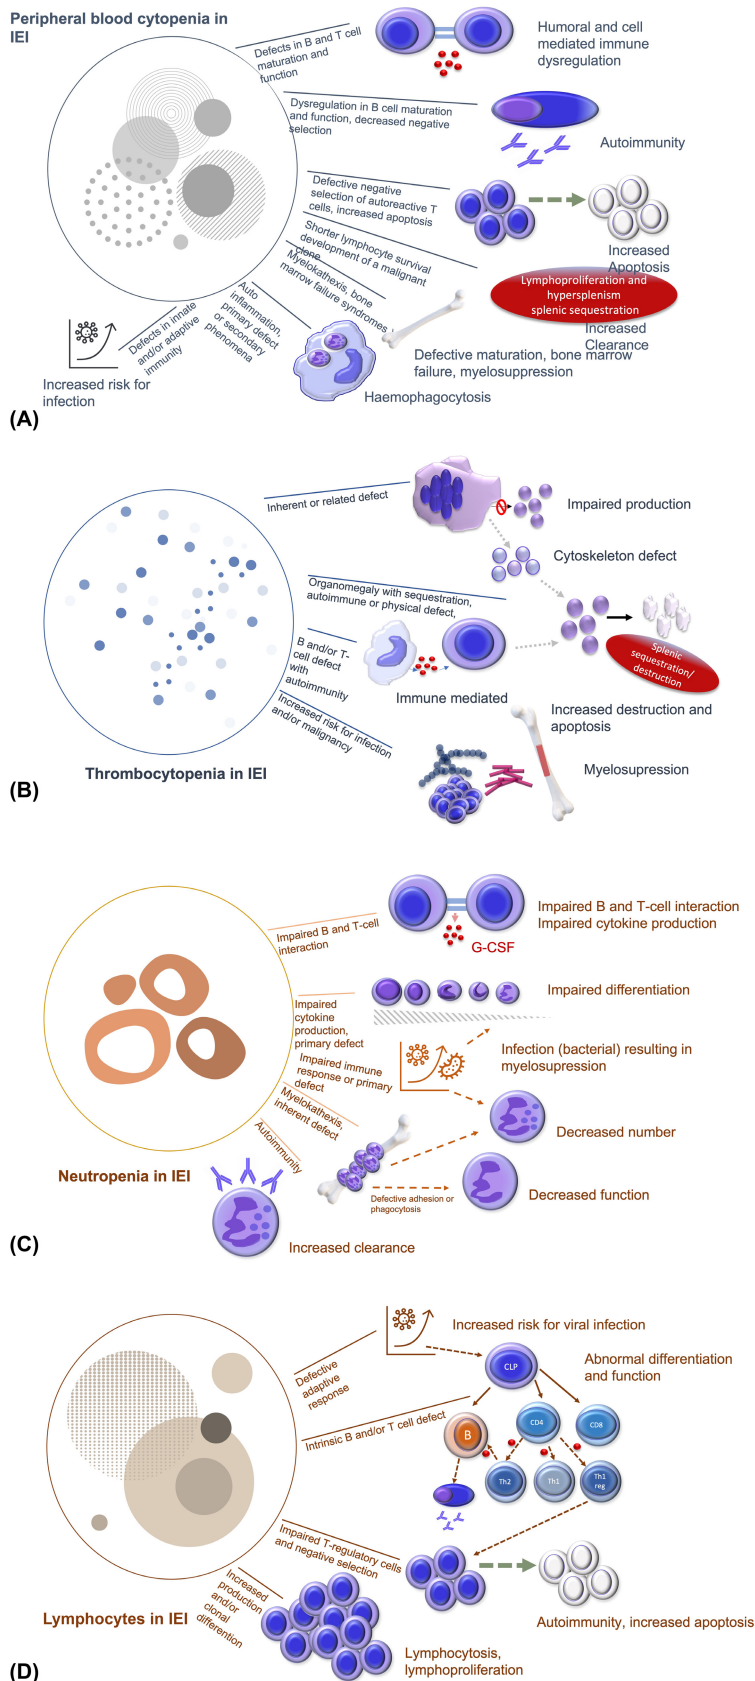 Peripheral blood cytopenia in
IEI
Defects in B and T cell
maturation and
function
Humoral and cell
mediated immune
dysregulation
Dysregulation in B cell maturation
and function, decreased negative
selection
Autoimmunity
Defective negative
selection of autoreactive T
cells, increased apoptosis
Increased
Apoptosis
Shorter lymphocyte survival
development of a malignant
clone
Lymphoproliferation and
hypersplenism
splenic sequestration
Increased
Clearance
Myelokathexis, bone
marrow failure syndromes
Defective maturation, bone marrow
failure, myelosuppression
Auto
inflammation,
primary defect
or secondary
phenomena
Haemophagocytosis
Defects in innate
and/or adaptive
immunity
Increased risk for
infection
(A)
Inherent or related defect
Impaired production
Cytoskeleton defect
Organomegaly with sequestration,
autoimmune or physical defect,
Splenic
sequestration/
destruction
B and/or T-
cell defect
with
autoimmunity
Immune mediated
Increased destruction and
apoptosis
Increased risk for infection
and/or malignancy
Myelosupression
Thrombocytopenia in IEI
(B)
Impaired B and T-cell
interaction
Impaired B and T-cell interaction
Impaired cytokine production
G-CSF
Impaired
cytokine
production,
primary defect
Impaired differentiation
Impaired immune
response or primary
defect
Infection (bacterial) resulting in
myelosupression
Myelokathexis,
inherent defect
Decreased number
Autoimmunity
Defective adhesion or
phagocytosis
Decreased function
Neutropenia in IEI
Increased clearance
(C)
Increased risk for viral infection
Defective
adaptive
response
CLP
Abnormal differentiation
and function
Intrinsic B and/or T cell defect
B
CD4
CD8
Th2
Th1
Th1
reg
Impaired T-regulatory cells
and negative selection
Autoimmunity, increased apoptosis
Increased
production
and/or
clonal
differention
Lymphocytes in IEI
Lymphocytosis,
lymphoproliferation
(D)